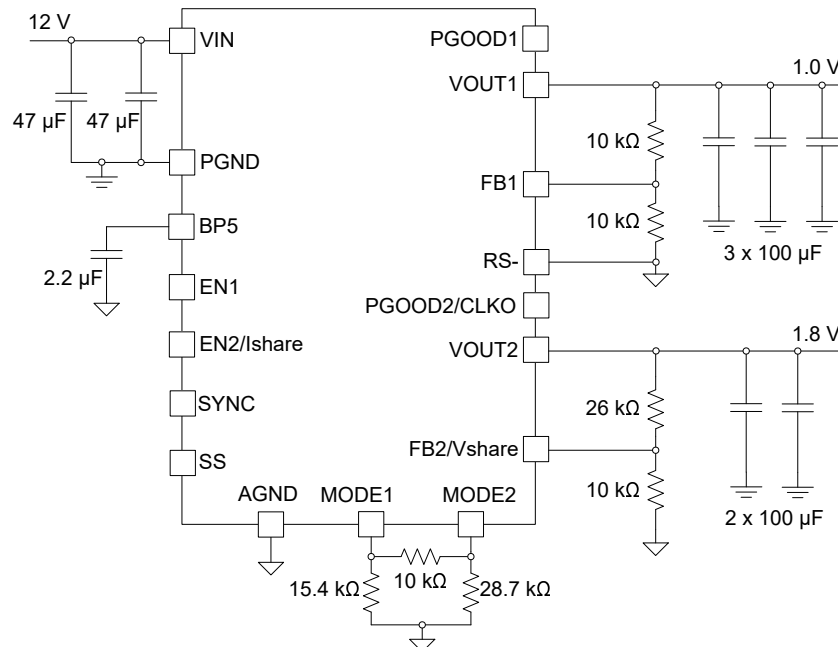 12 V
VIN
PGOOD1
VOUT1
1.0 V
47 µF
47 µF
10 kΩ
PGND
FB1
BP5
10 kΩ
2.2 µF
RS-
3 x 100 µF
EN1
PGOOD2/CLKO
EN2/Ishare
VOUT2
1.8 V
SYNC
26 kΩ
SS
FB2/Vshare
AGND
MODE1
MODE2
10 kΩ
2 x 100 µF
15.4 kΩ
10 kΩ
28.7 kΩ